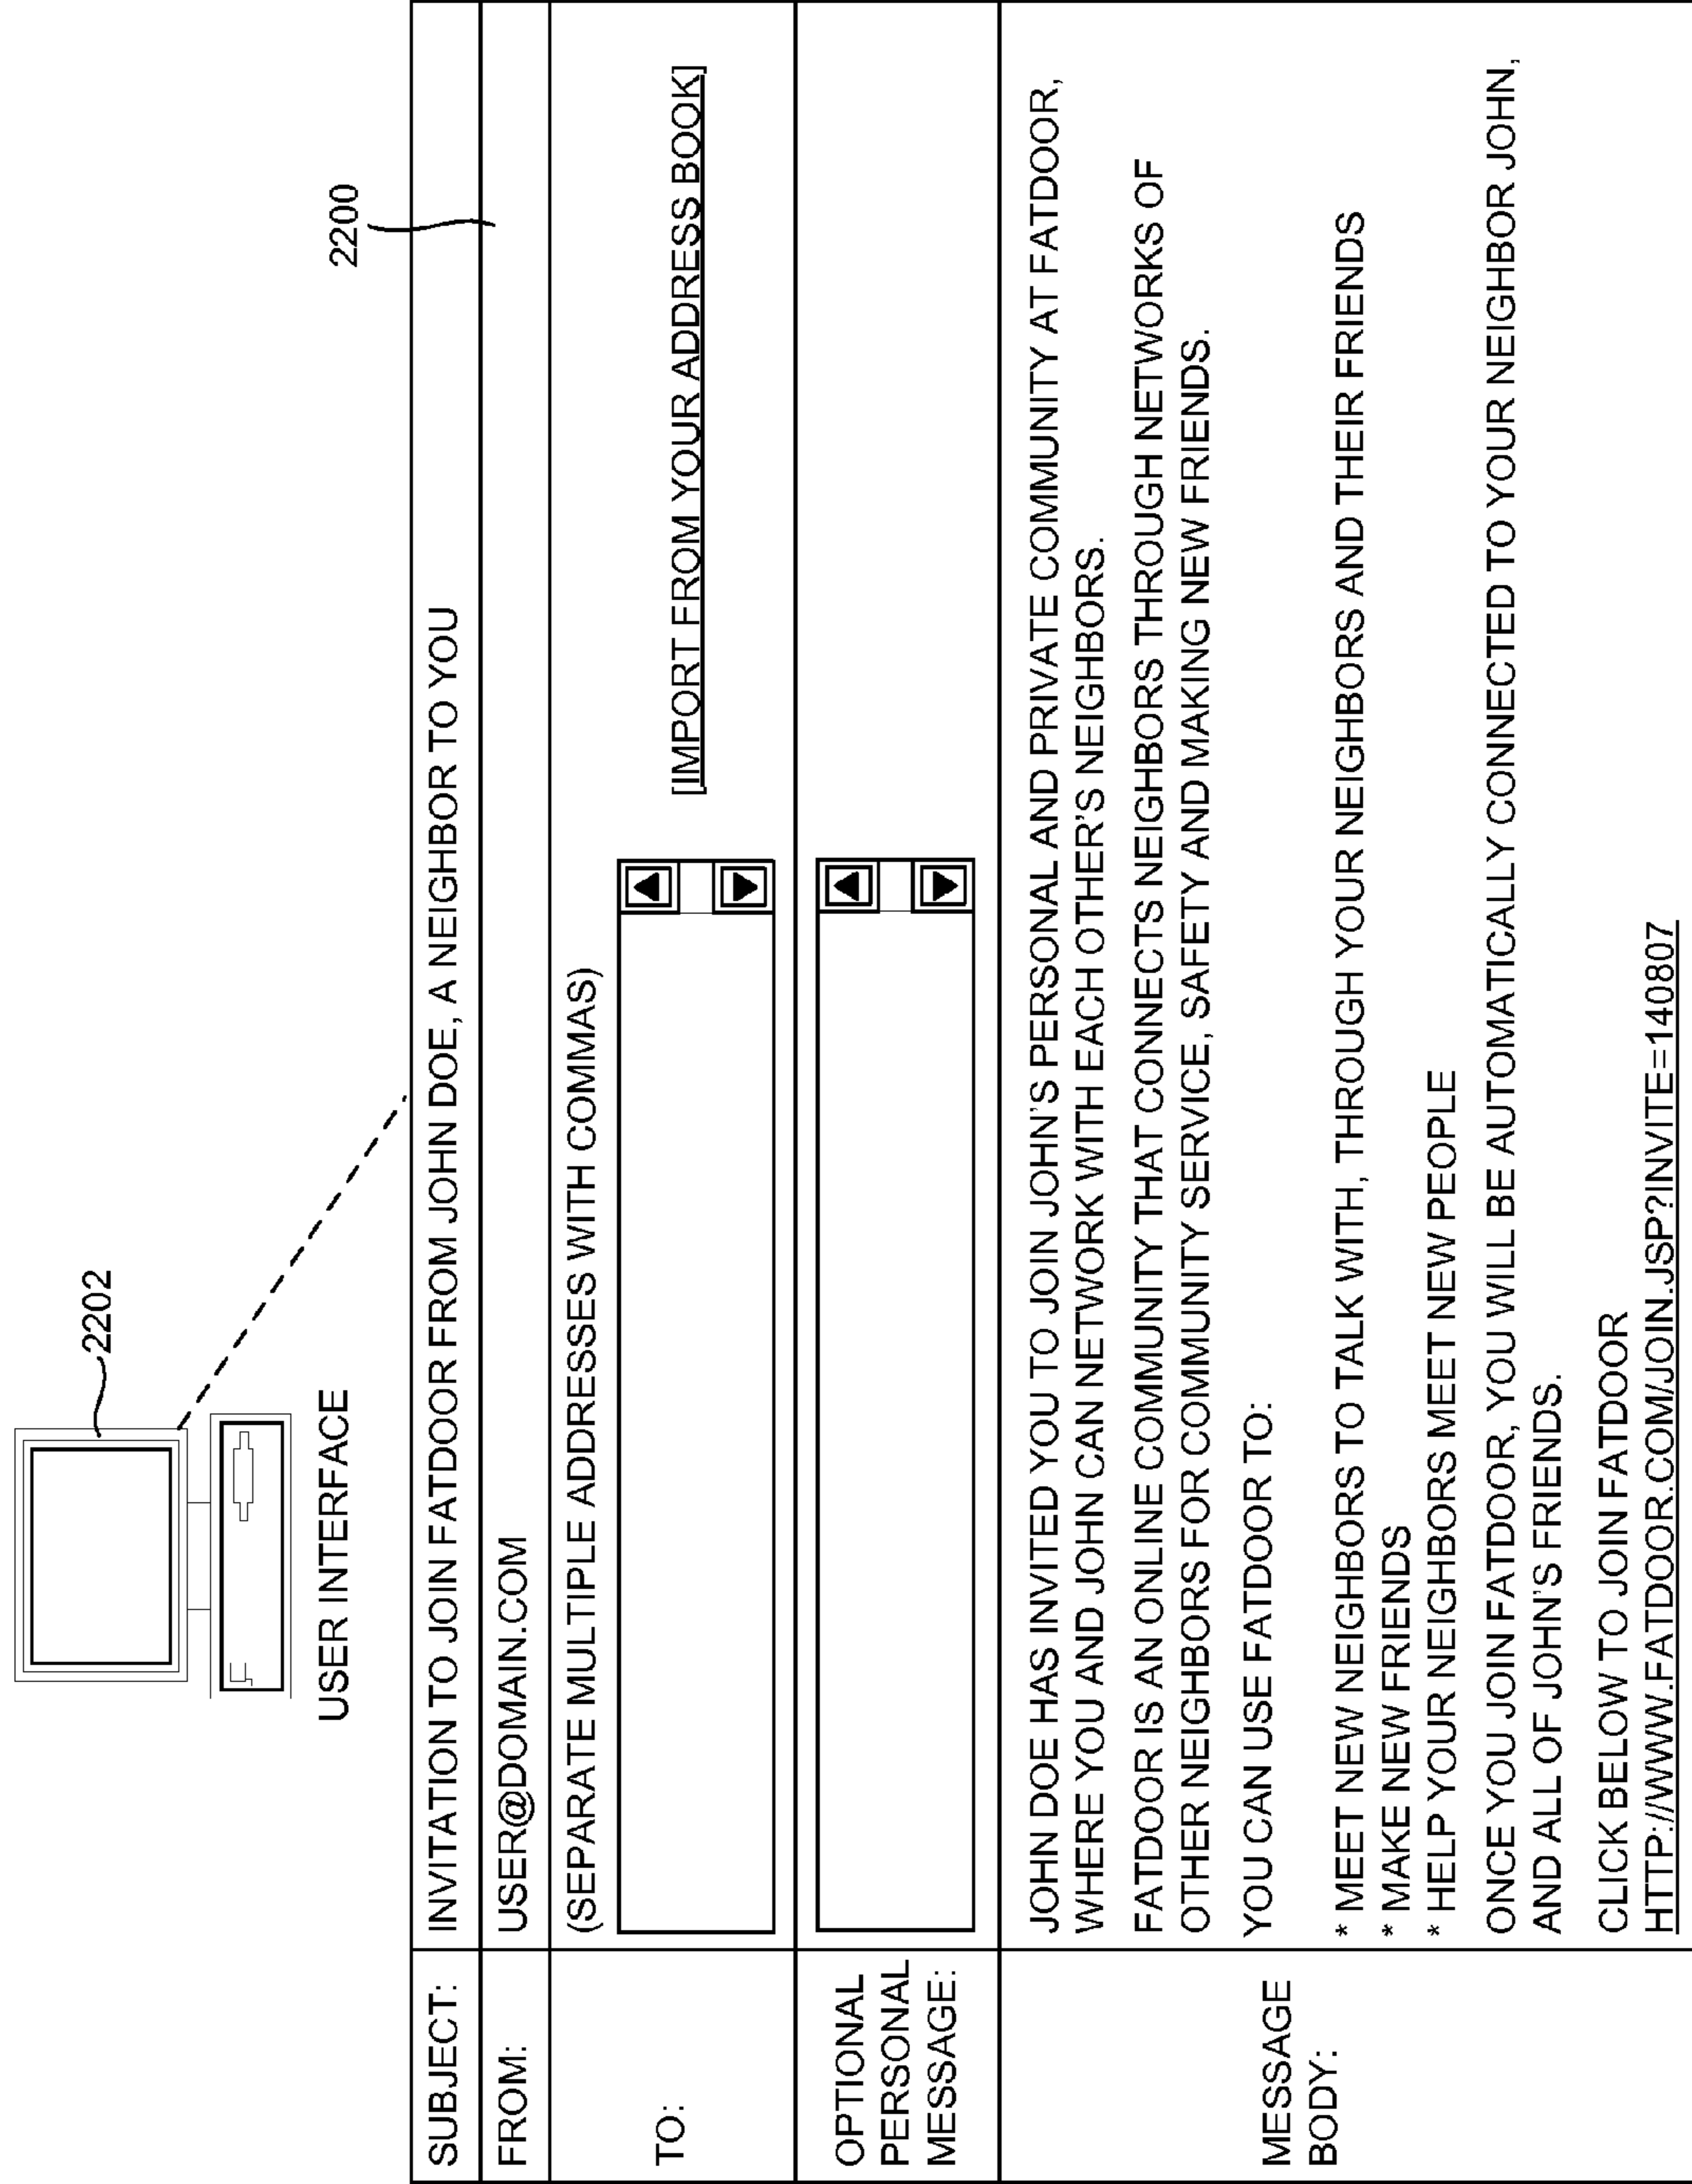 2202
USER INTERFACE
2200
SUBJECT:
INVITATION TO JOIN FATDOOR FROM JOHN DOE, A NEIGHBOR TO YOU
FROM:
USER@DOMAIN.COM
TO:
(SEPARATE MULTIPLE ADDRESSES WITH COMMAS)
[IMPORT FROM YOUR ADDRESS BOOK]
OPTIONAL
PERSONAL
MESSAGE:
MESSAGE
BODY:
JOHN DOE HAS INVITED YOU TO JOIN JOHN'S PERSONAL AND PRIVATE COMMUNITY AT FATDOOR,
WHERE YOU AND JOHN CAN NETWORK WITH EACH OTHER'S NEIGHBORS.
FATDOOR IS AN ONLINE COMMUNITY THAT CONNECTS NEIGHBORS THROUGH NETWORKS OF
OTHER NEIGHBORS FOR COMMUNITY SERVICE, SAFETY AND MAKING NEW FRIENDS.
YOU CAN USE FATDOOR TO:
* MEET NEW NEIGHBORS TO TALK WITH, THROUGH YOUR NEIGHBORS AND THEIR FRIENDS
* MAKE NEW FRIENDS
* HELP YOUR NEIGHBORS MEET NEW PEOPLE
ONCE YOU JOIN FATDOOR, YOU WILL BE AUTOMATICALLY CONNECTED TO YOUR NEIGHBOR JOHN,
AND ALL OF JOHN'S FRIENDS.
CLICK BELOW TO JOIN FATDOOR
HTTP://WWW.FATDOOR.COM/JOIN.JSP?INVITE=140807